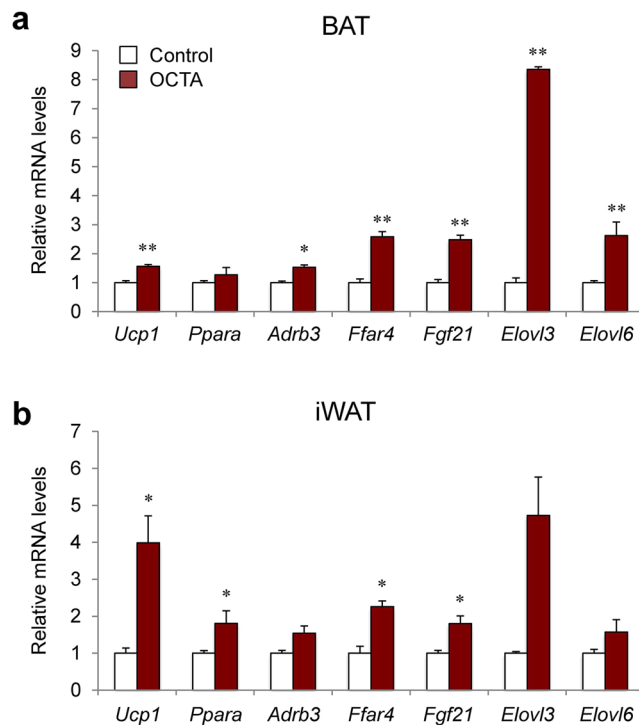 a
BAT
Control
OCTA
Relative mRNA levels
9
8
7
6
5
4
3
2
1
0
**
*
**
**
**
**
Ucp1 Ppara Adrb3 Ffar4 Fgf21 Elovl3 Elovl6
b
iWAT
Relative mRNA levels
7
6
5
4
3
2
1
0
*
*
*
*
Ucp1 Ppara Adrb3 Ffar4 Fgf21 Elovl3 Elovl6